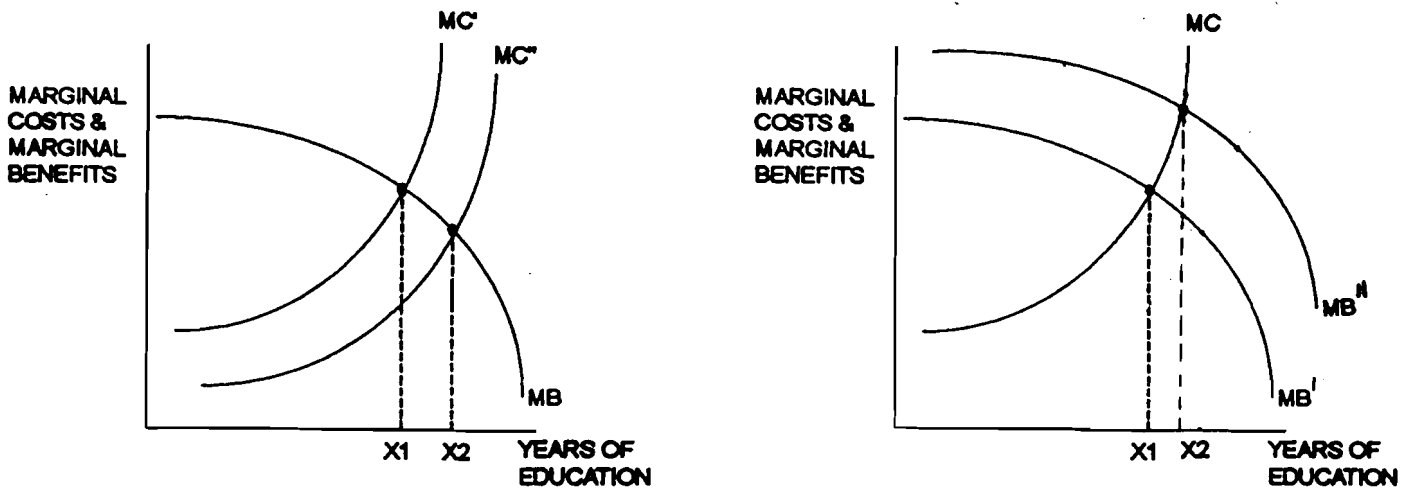 MC'
MC"
MARGINAL
COSTS &
MARGINAL
BENEFITS
MB
X1
X2
YEARS OF
EDUCATION
MC
MARGINAL
COSTS &
MARGINAL
BENEFITS
MB"
MB'
X1
X2
YEARS OF
EDUCATION